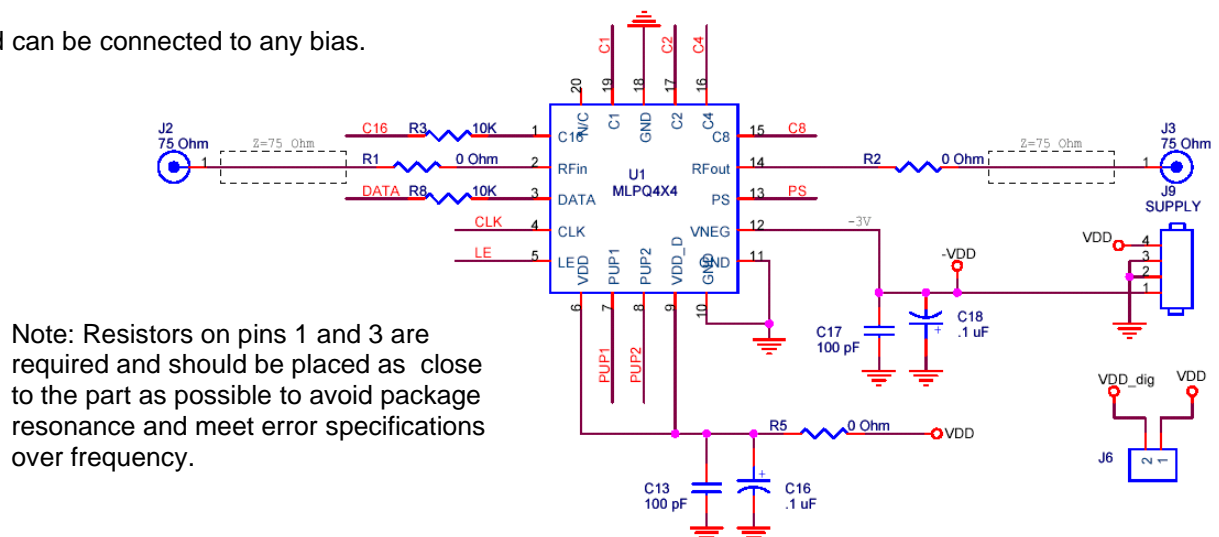 d can be connected to any bias.
C1
C2
C4
20
19
18
17
16
N/C
C1
GND
C2
C4
J2
75 Ohm
1
Z=75 Ohm
C16
R3
10K
1
C16
R1
0 Ohm
2
RFin
DATA
R8
10K
3
DATA
CLK
4
CLK
LE
5
LE
U1
MLPQ4X4
C8
15
C8
RFout
14
R2
0 Ohm
Z=75 Ohm
1
J3
75 Ohm
PS
13
PS
VNEG
12
-3V
GND
11
VDD
PUP1
PUP2
VDD_D
GND
6
7
8
9
10
PUP1
PUP2
J9
SUPPLY
VDD
4
3
2
1
-VDD
C17
100 pF
C18
.1 uF
+
Note: Resistors on pins 1 and 3 are
required and should be placed as close
to the part as possible to avoid package
resonance and meet error specifications
over frequency.
R5
0 Ohm
VDD
C13
100 pF
+
C16
.1 uF
VDD_dig
VDD
J6
2
1